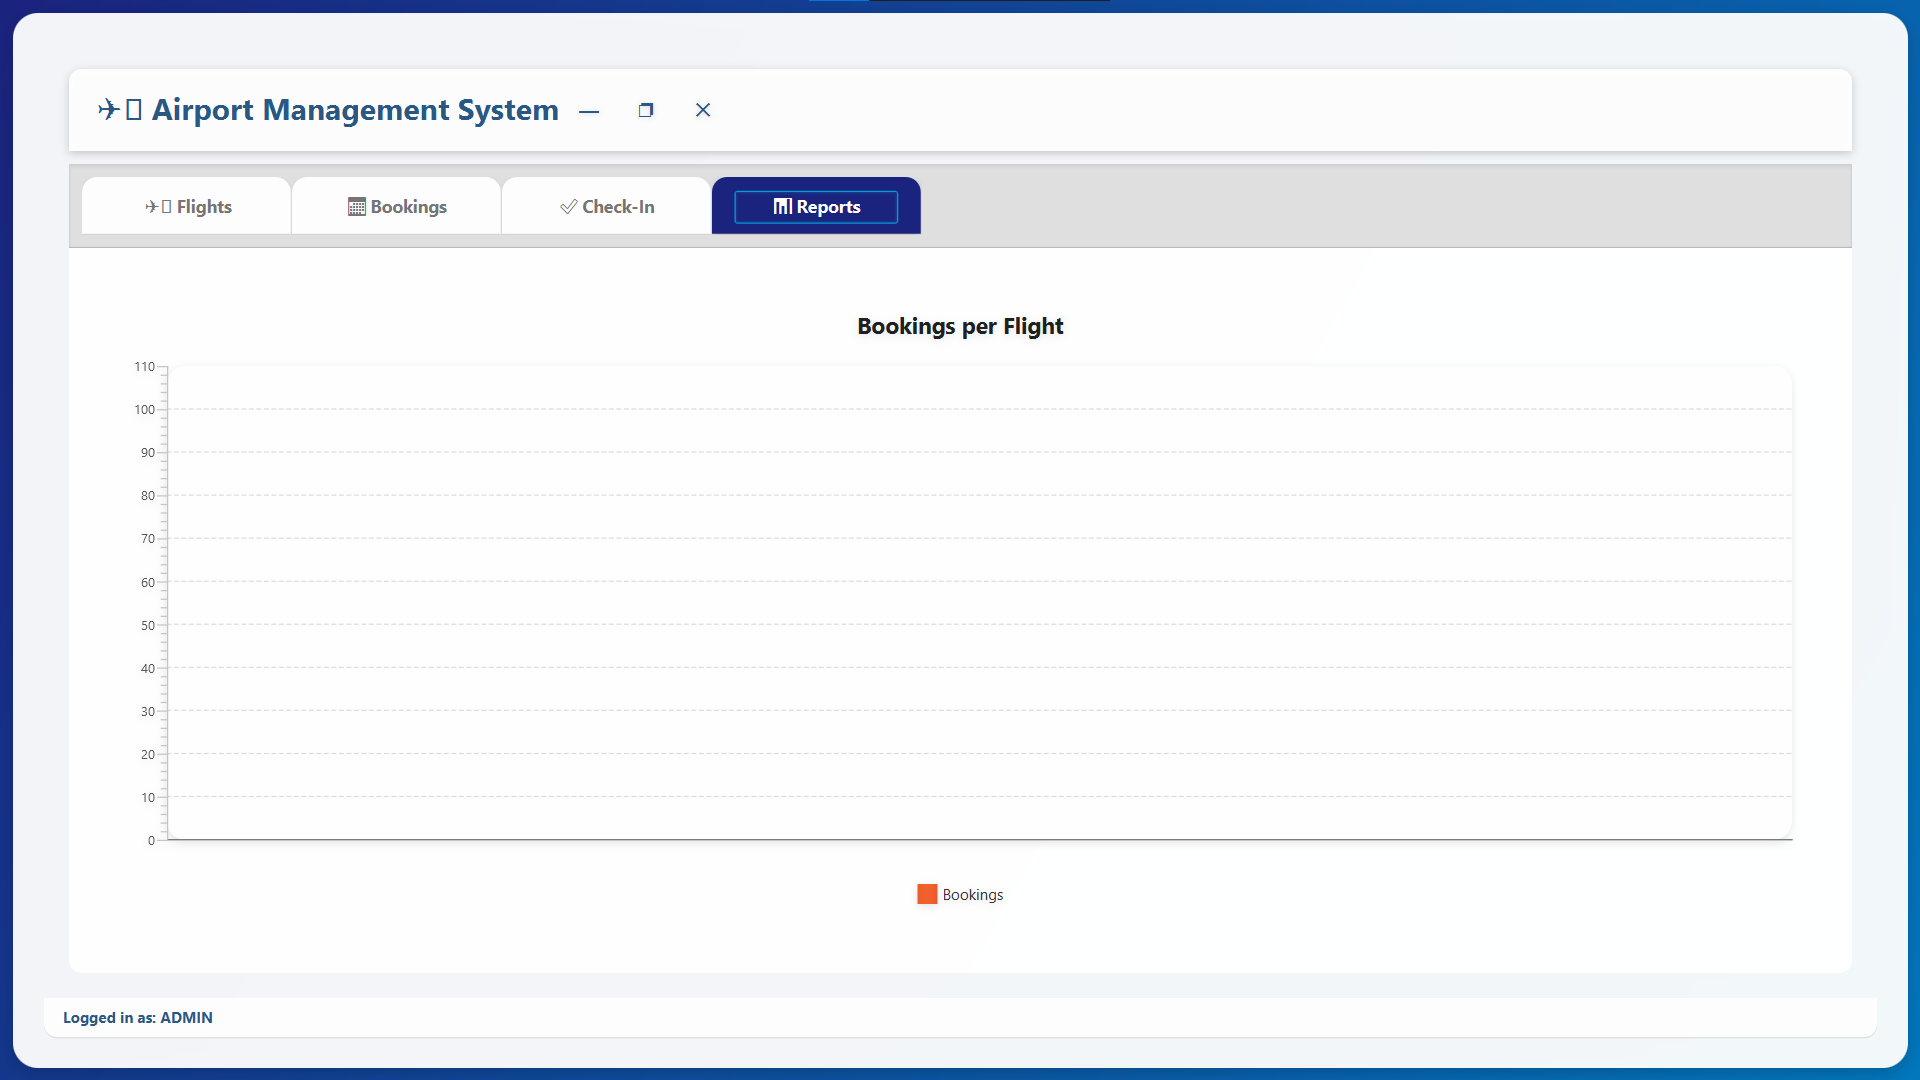 ✈ Airport Management System
✈ Flights
Bookings
✓ Check-In
Reports
Bookings per Flight
110
100
90
80
70
60
50
40
30
20
10
0
Bookings
Logged in as: ADMIN